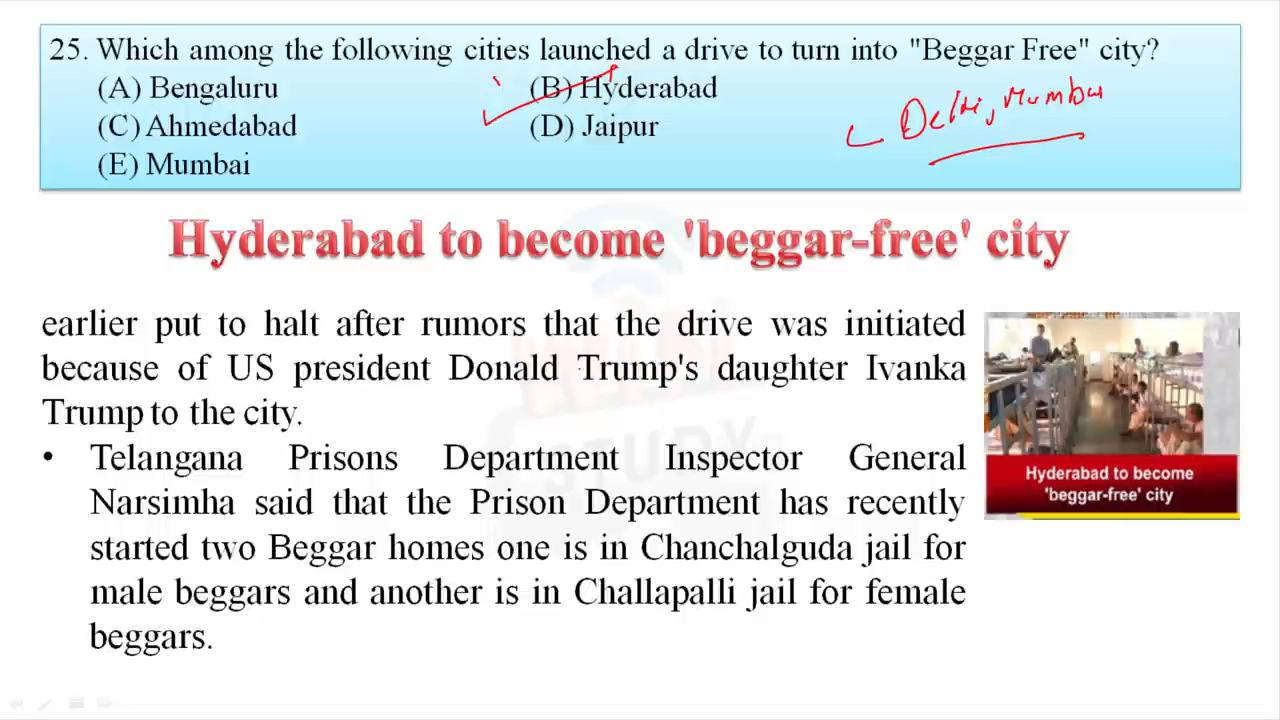 25. Which among the following cities launched a drive to turn into "Beggar Free" city?
(A) Bengaluru (B) Hyderabad
(C) Ahmedabad (D) Jaipur
(E) Mumbai
Delhi, Mumbai
Hyderabad to become 'beggar-free' city
earlier put to halt after rumors that the drive was initiated
because of US president Donald Trump's daughter Ivanka
Trump to the city.
• Telangana Prisons Department Inspector General
Narsimha said that the Prison Department has recently
started two Beggar homes one is in Chanchalguda jail for
male beggars and another is in Challapalli jail for female
beggars.
Hyderabad to become
'beggar-free' city
STUDY